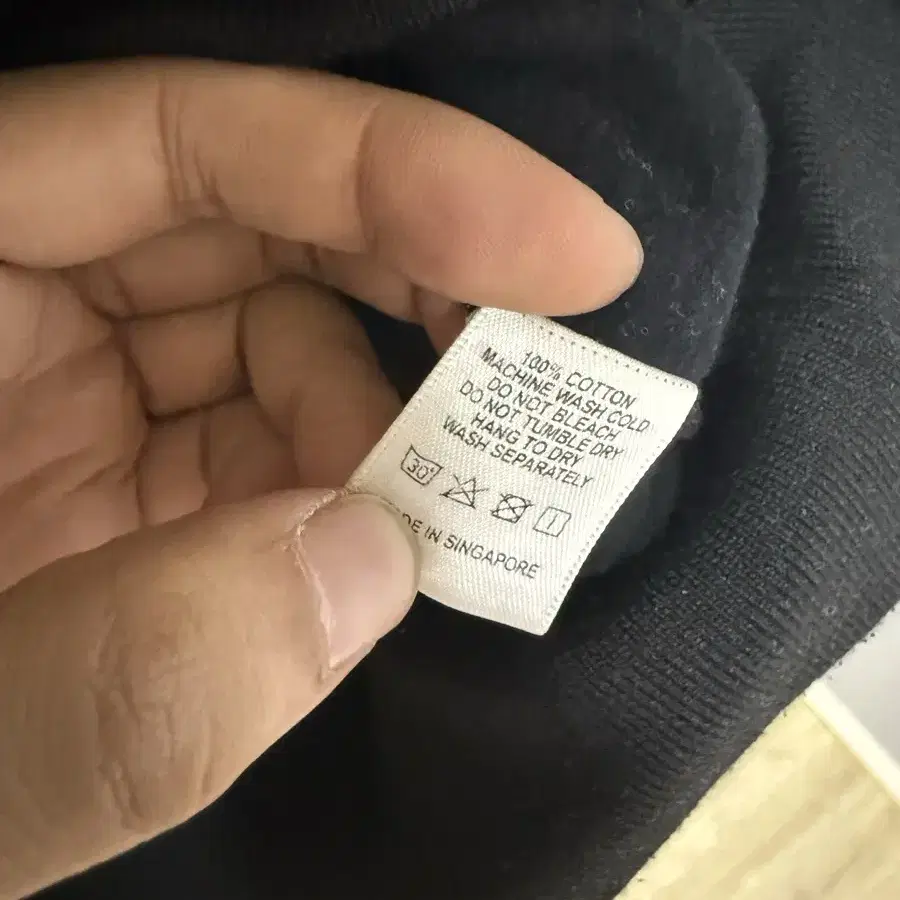 100% COTTON
MACHINE WASH COLD
DO NOT BLEACH
DO NOT TUMBLE DRY
HANG TO DRY
WASH SEPARATELY
30°
DE IN SINGAPORE